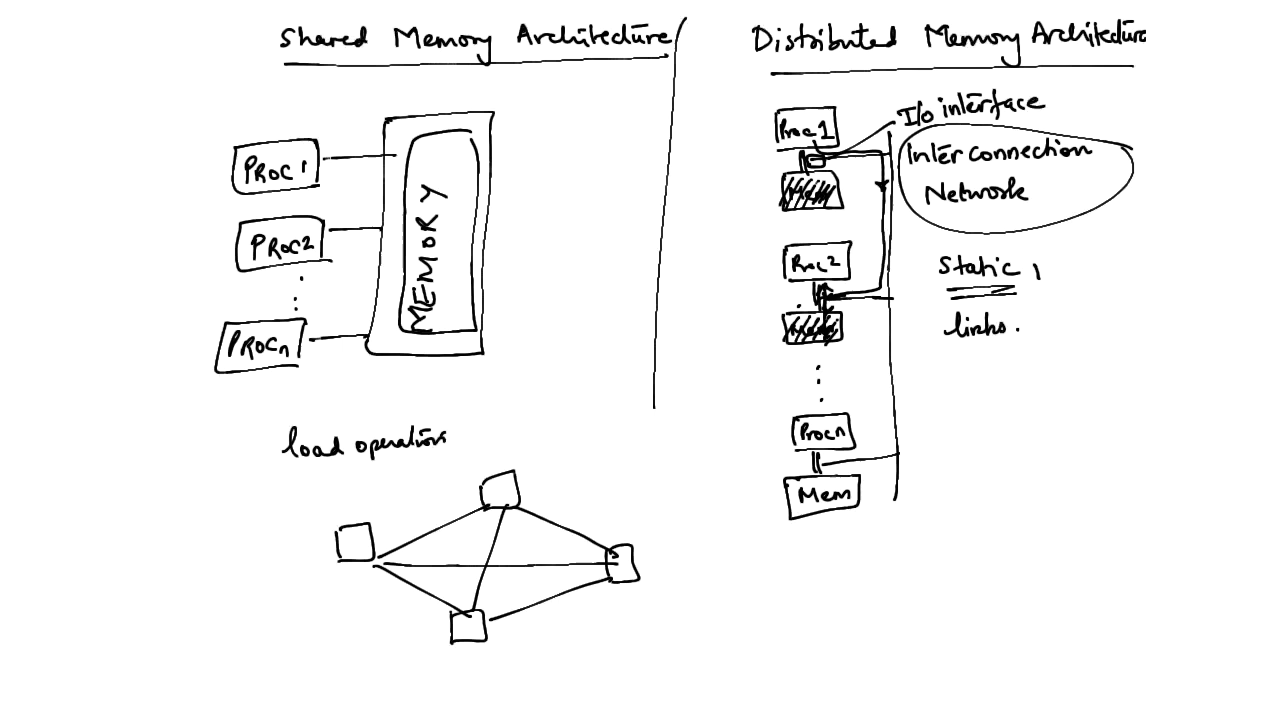 Shared Memory Architecture
PROC 1
PROC2
PROCn
MEMORY
load operations
Distributed Memory Architecture
Proc 1
I/o interface
Inter connection
Network
Proc 2
Static,
links.
Procn
Mem